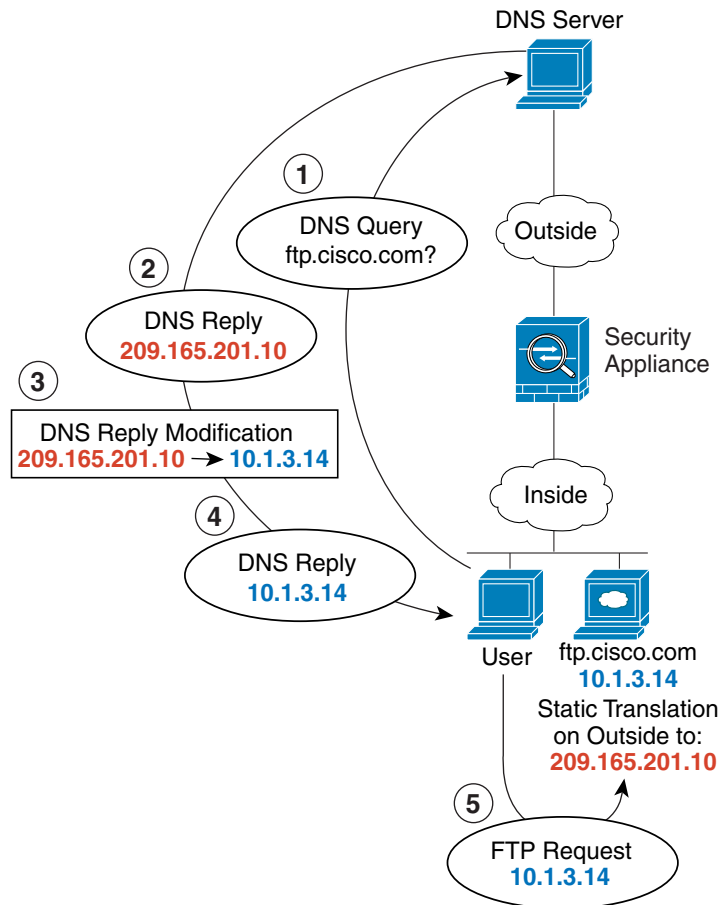 DNS Server
1
DNS Query
ftp.cisco.com?
Outside
2
DNS Reply
209.165.201.10
Security
Appliance
3
DNS Reply Modification
209.165.201.10 → 10.1.3.14
Inside
4
DNS Reply
10.1.3.14
User
ftp.cisco.com
10.1.3.14
Static Translation
on Outside to:
209.165.201.10
5
FTP Request
10.1.3.14